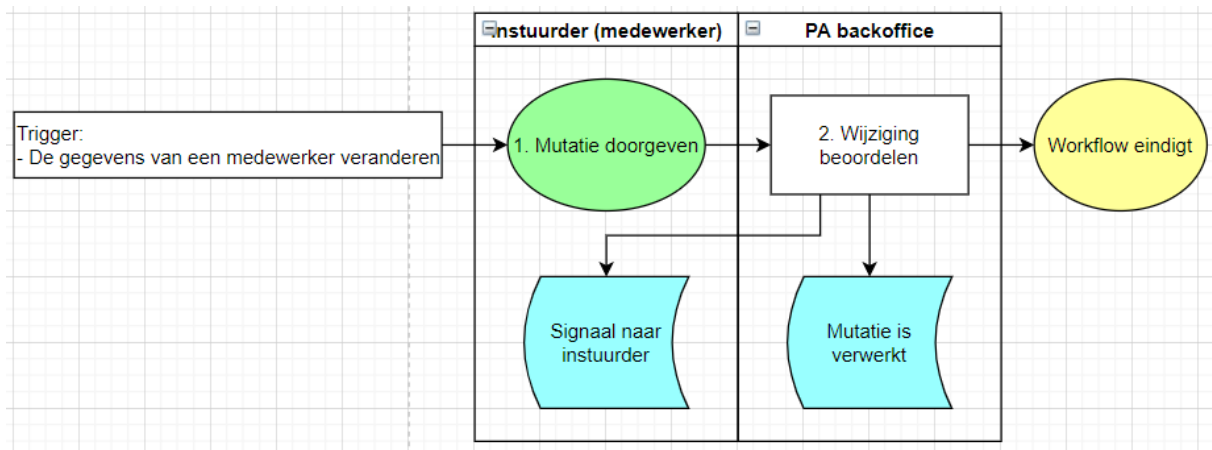 Instuurder (medewerker)
PA backoffice
Trigger:
- De gegevens van een medewerker veranderen
1. Mutatie doorgeven
2. Wijziging
beoordelen
Workflow eindigt
Signaal naar
instuurder
Mutatie is
verwerkt